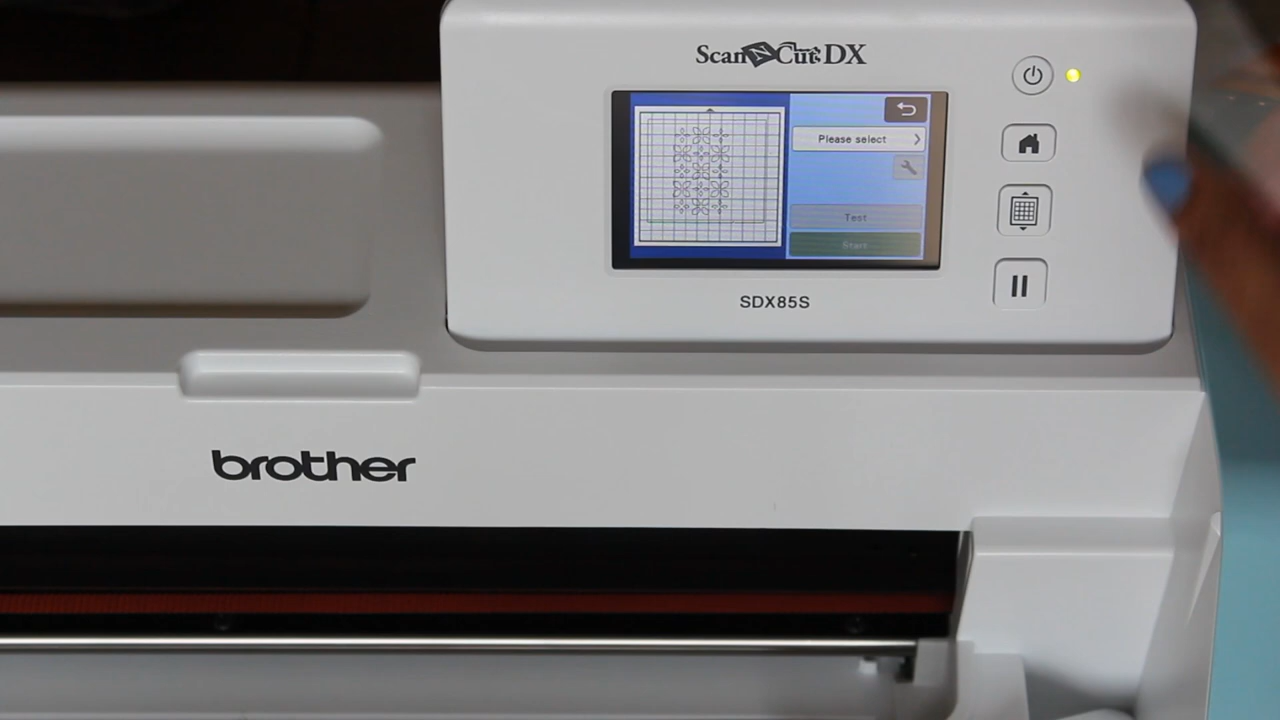 ScanNCut DX
Please select
Test
Start
SDX85S
brother